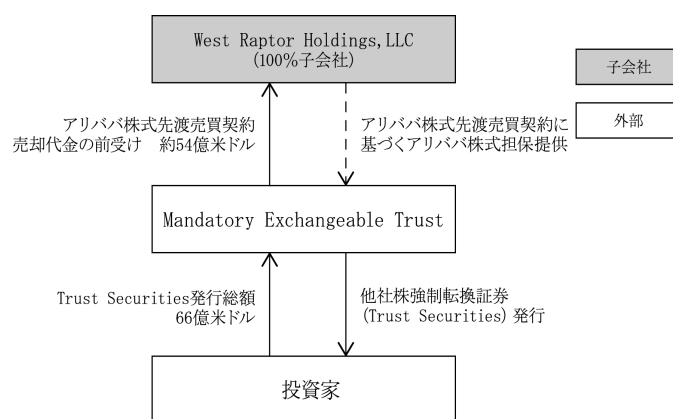 West Raptor Holdings,LLC
(100%子会社)
子会社
外部
アリババ株式先渡売買契約
売却代金の前受け 約54億米ドル
アリババ株式先渡売買契約に
基づくアリババ株式担保提供
Mandatory Exchangeable Trust
Trust Securities発行総額
66億米ドル
他社株強制転換証券
(Trust Securities) 発行
投資家